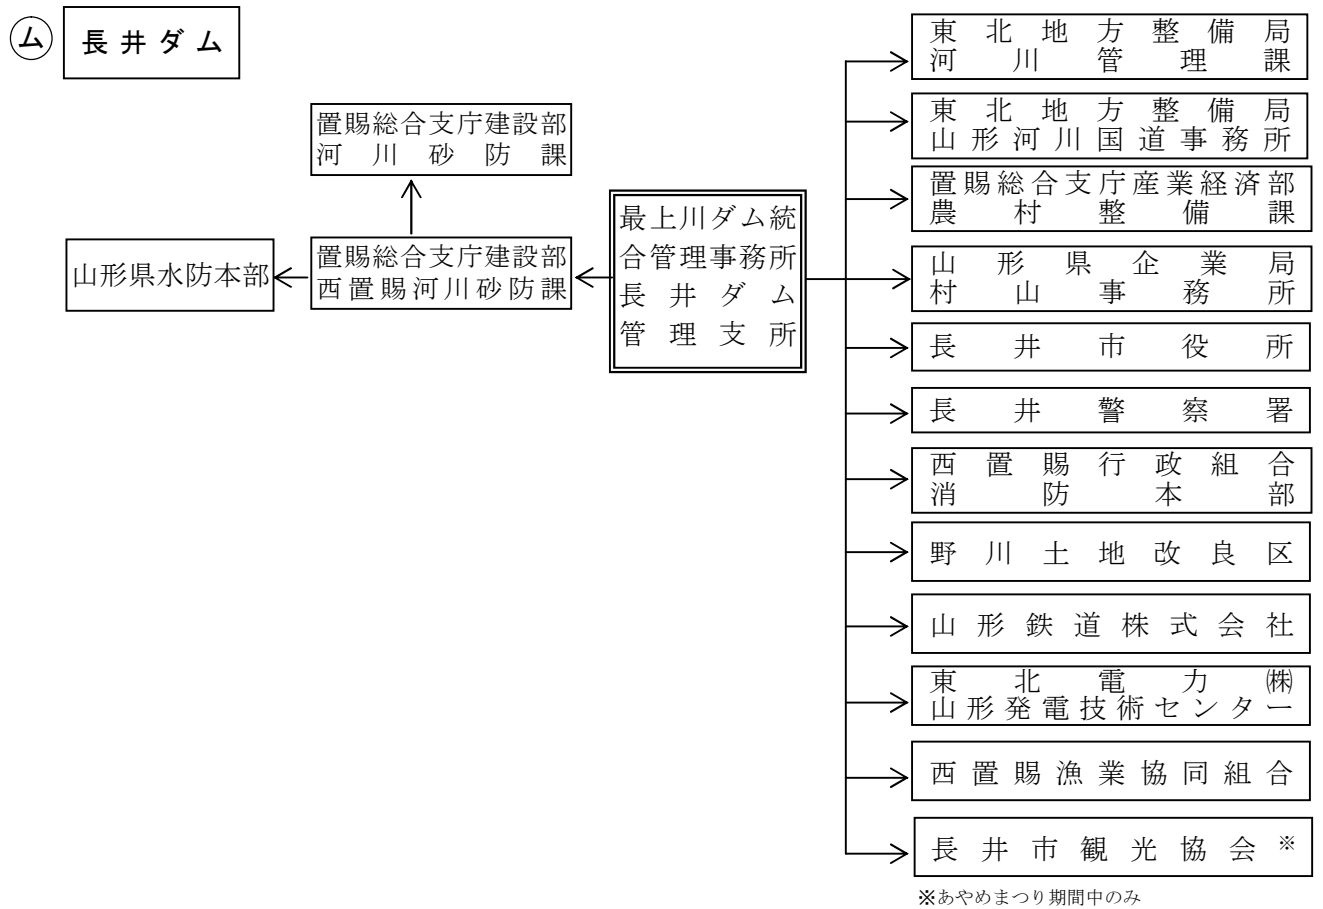 ム 長井ダム
置賜総合支庁建設部
河川砂防課
山形県水防本部
置賜総合支庁建設部
西置賜河川砂防課
最上川ダム統
合管理事務所
長井ダム
管理支所
東北地方整備局
河川管理課
東北地方整備局
山形河川国道事務所
置賜総合支庁産業経済部
農村整備課
山形県企業局
村山事務所
長井市役所
長井警察署
西置賜行政組合
消防本部
野川土地改良区
山形鉄道株式会社
東北電力㈱
山形発電技術センター
西置賜漁業協同組合
長井市観光協会※
※あやめまつり期間中のみ